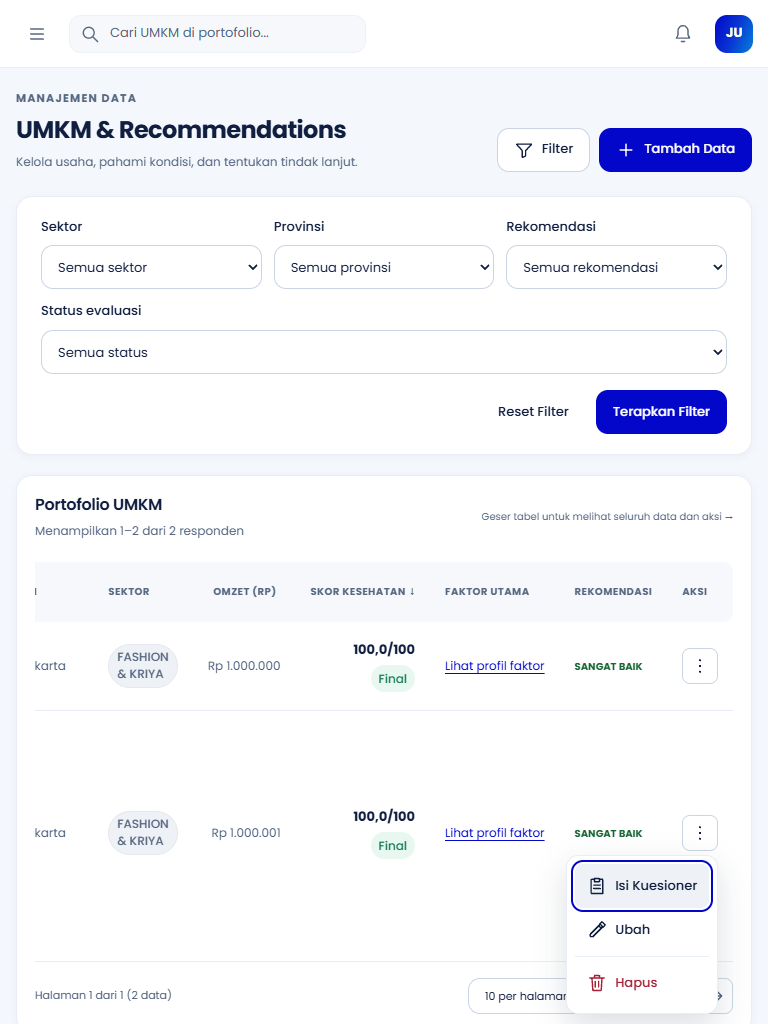 Cari UMKM di portofolio...
JU
MANAJEMEN DATA
UMKM & Recommendations
Kelola usaha, pahami kondisi, dan tentukan tindak lanjut.
Filter
Tambah Data
Sektor
Provinsi
Rekomendasi
Semua sektor
Semua provinsi
Semua rekomendasi
Status evaluasi
Semua status
Reset Filter
Terapkan Filter
Portofolio UMKM
Menampilkan 1–2 dari 2 responden
Geser tabel untuk melihat seluruh data dan aksi →
SEKTOR
OMZET (RP)
SKOR KESEHATAN ↓
FAKTOR UTAMA
REKOMENDASI
AKSI
karta
FASHION
& KRIYA
Rp 1.000.000
100,0/100
Final
Lihat profil faktor
SANGAT BAIK
karta
FASHION
& KRIYA
Rp 1.000.001
100,0/100
Final
Lihat profil faktor
SANGAT BAIK
Isi Kuesioner
Ubah
Hapus
Halaman 1 dari 1 (2 data)
10 per halaman